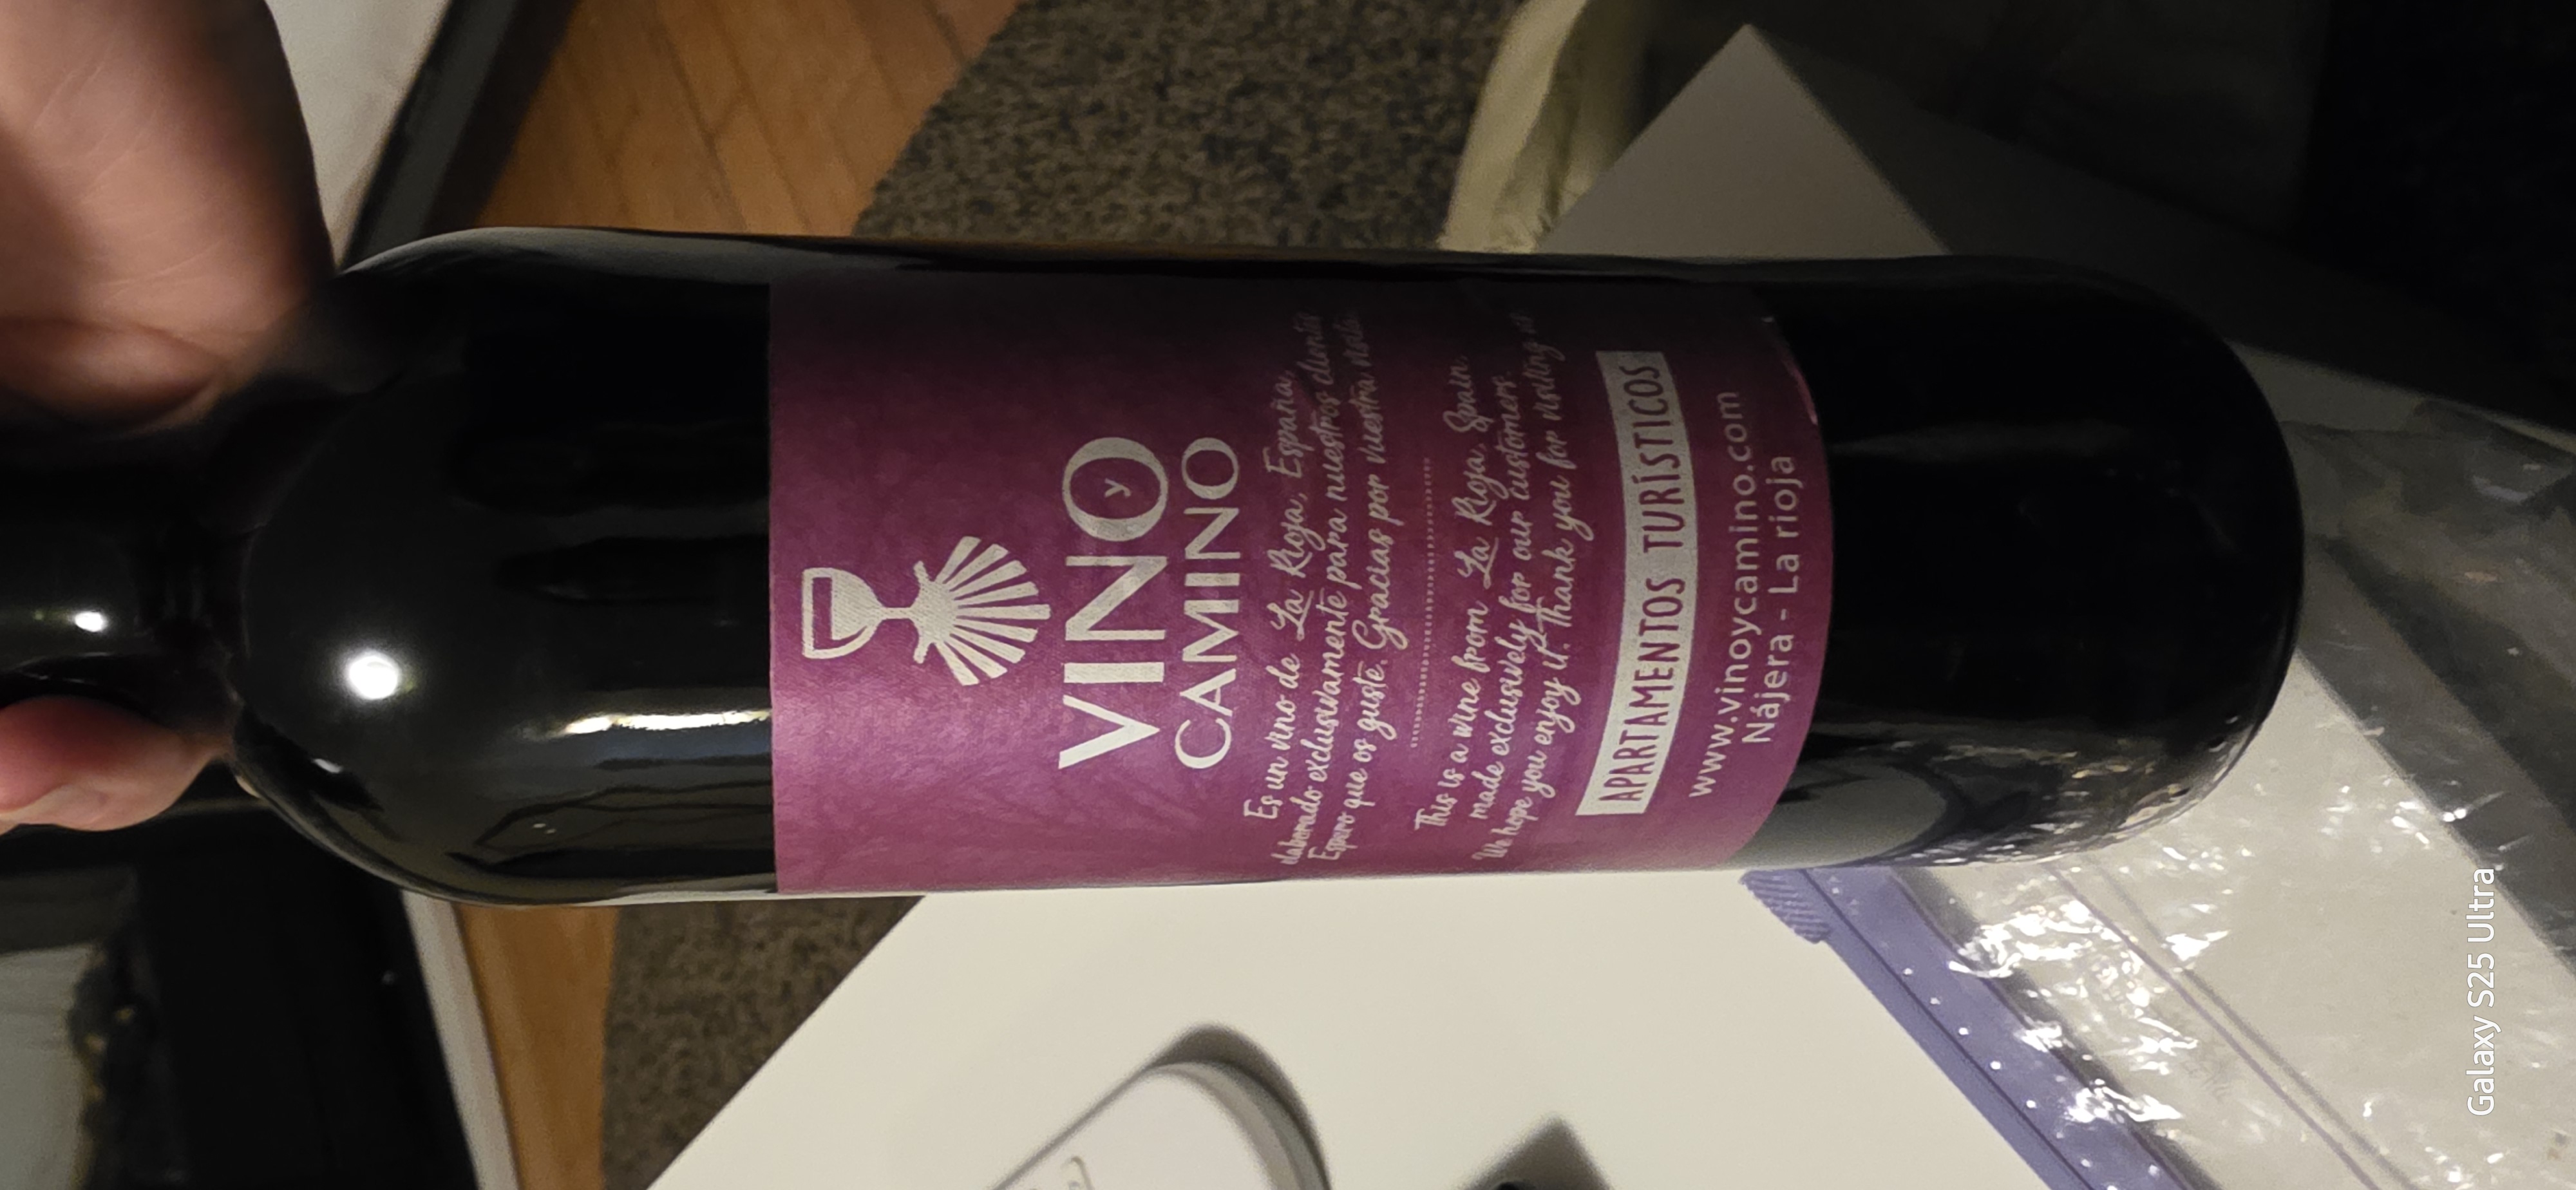 VINO
y
CAMINO
Es un vino de La Rioja, España,
elaborado exclusivamente para nuestros clientes
Espero que os guste. Gracias por vuestra visita
This is a wine from La Rioja, Spain.
made exclusively for our customers.
We hope you enjoy it. Thank you for visiting us
APARTAMENTOS TURÍSTICOS
www.vinoycamino.com
Nájera - La rioja
Galaxy S25 Ultra